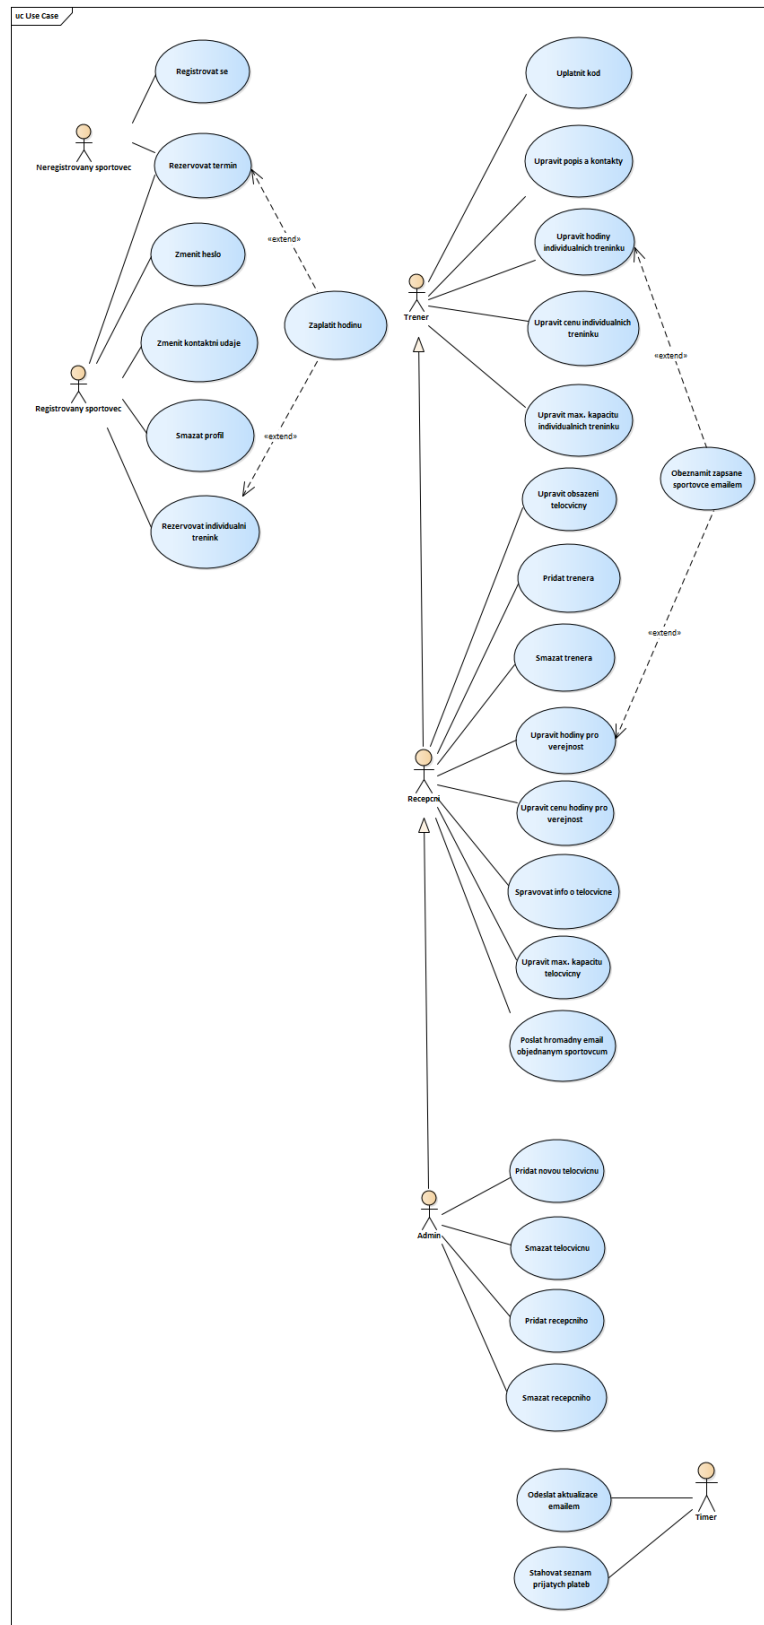 uc Use Case
Registrovat se
Neregistrovany sportovec
Rezervovat termin
«extend»
Zmenit heslo
Zaplatit hodinu
Zmenit kontaktni udaje
Registrovany sportovec
Smazat profil
«extend»
Rezervovat individualni
trenink
Uplatnit kod
Upravit popis a kontakty
Upravit hodiny
individualnich treninku
Trener
Upravit cenu individualnich
treninku
«extend»
Upravit max. kapacitu
individualnich treninku
Obeznamit zapsane
sportovce emailem
Upravit obsazeni
telocvicny
Pridat trenera
«extend»
Smazat trenera
Upravit hodiny pro
verejnost
Recepcni
Upravit cenu hodiny pro
verejnost
Spravovat info o telocvicne
Upravit max. kapacitu
telocvicny
Poslat hromadny email
objednanym sportovcum
Pridat novou telocvicnu
Admin
Smazat telocvicnu
Pridat recepcniho
Smazat recepcniho
Odeslat aktualizace
emailem
Timer
Stahovat seznam
prijatych plateb